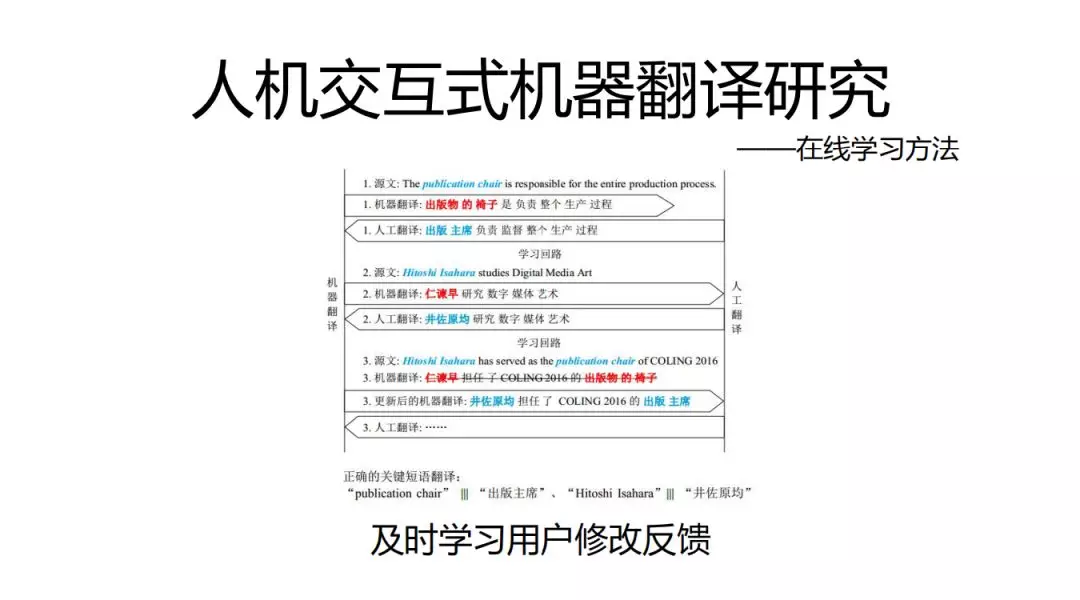 人机交互式机器翻译研究
——在线学习方法
1. 源文: The publication chair is responsible for the entire production process.
1. 机器翻译: 出版物 的 椅子 是 负责 整个 生产 过程
1. 人工翻译: 出版 主席 负责 监督 整个 生产 过程
学习回路
2. 源文: Hitoshi Isahara studies Digital Media Art
2. 机器翻译: 仁谏早 研究 数字 媒体 艺术
2. 人工翻译: 井佐原均 研究 数字 媒体 艺术
学习回路
3. 源文: Hitoshi Isahara has served as the publication chair of COLING 2016
3. 机器翻译: 仁谏早 担任 了 COLING 2016 的 出版物 的 椅子
3. 更新后的机器翻译: 井佐原均 担任 了 COLING 2016 的 出版 主席
3. 人工翻译: ……
机器翻译
人工翻译
正确的关键短语翻译:
“publication chair” ||| “出版主席”、“Hitoshi Isahara”||| “井佐原均”
及时学习用户修改反馈